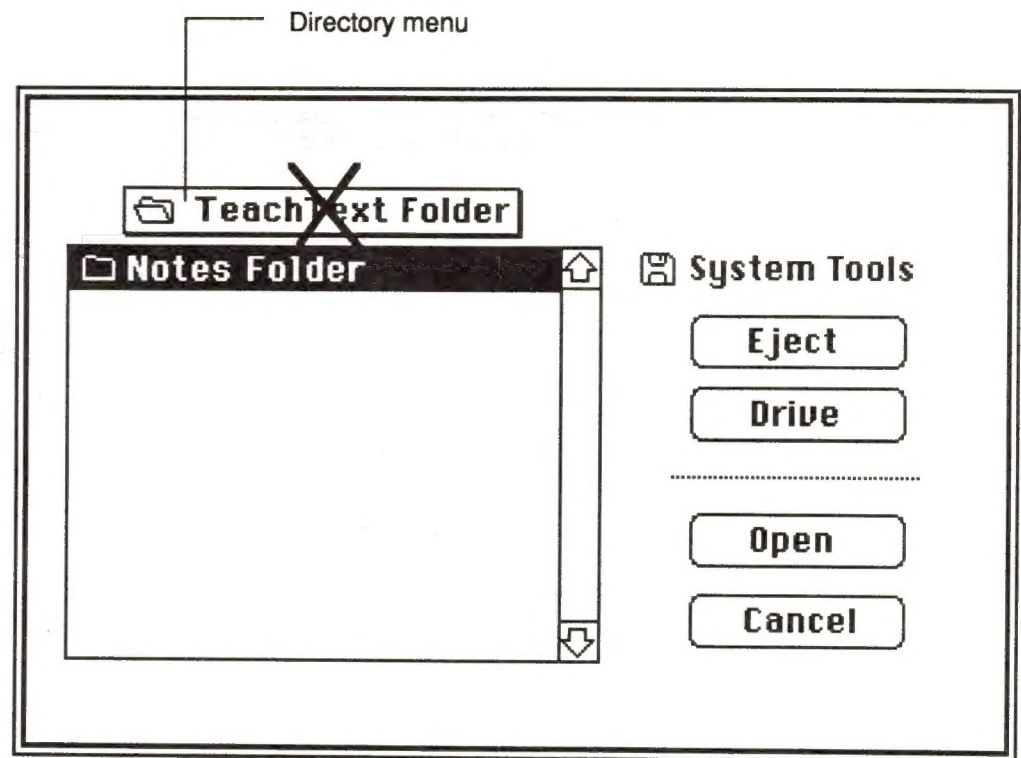 Directory menu
TeachText Folder
Notes Folder
System Tools
Eject
Drive
Open
Cancel